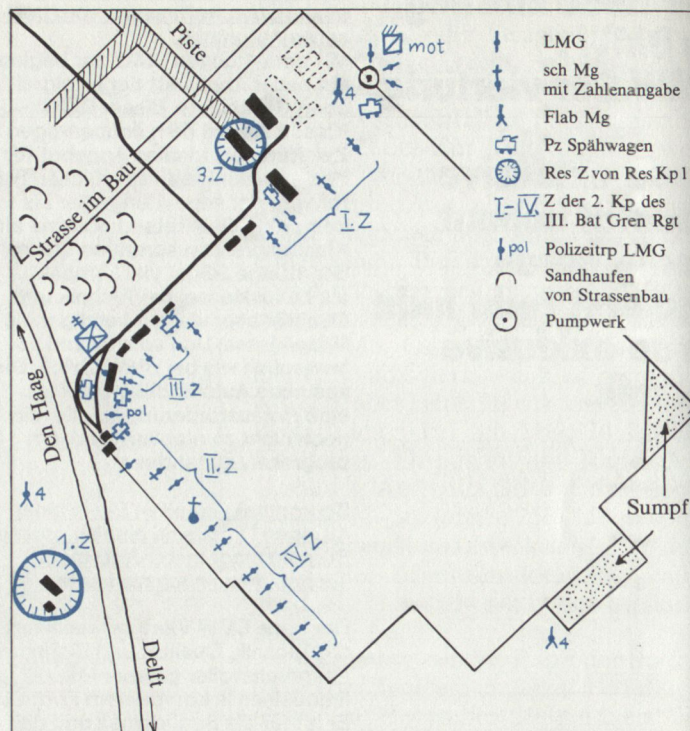 Piste
mot
4
3.Z
I.Z
Strasse im Bau
III.Z
pol
II.Z
IV.Z
Den Haag
4
1.Z
Delft
Sumpf
4
LMG
sch Mg
mit Zahlenangabe
Flab Mg
Pz Spähwagen
Res Z von Res Kp 1
I-IV. Z der 2. Kp des
III. Bat Gren Rgt
pol Polizeitrp LMG
Sandhaufen
von Strassenbau
Pumpwerk